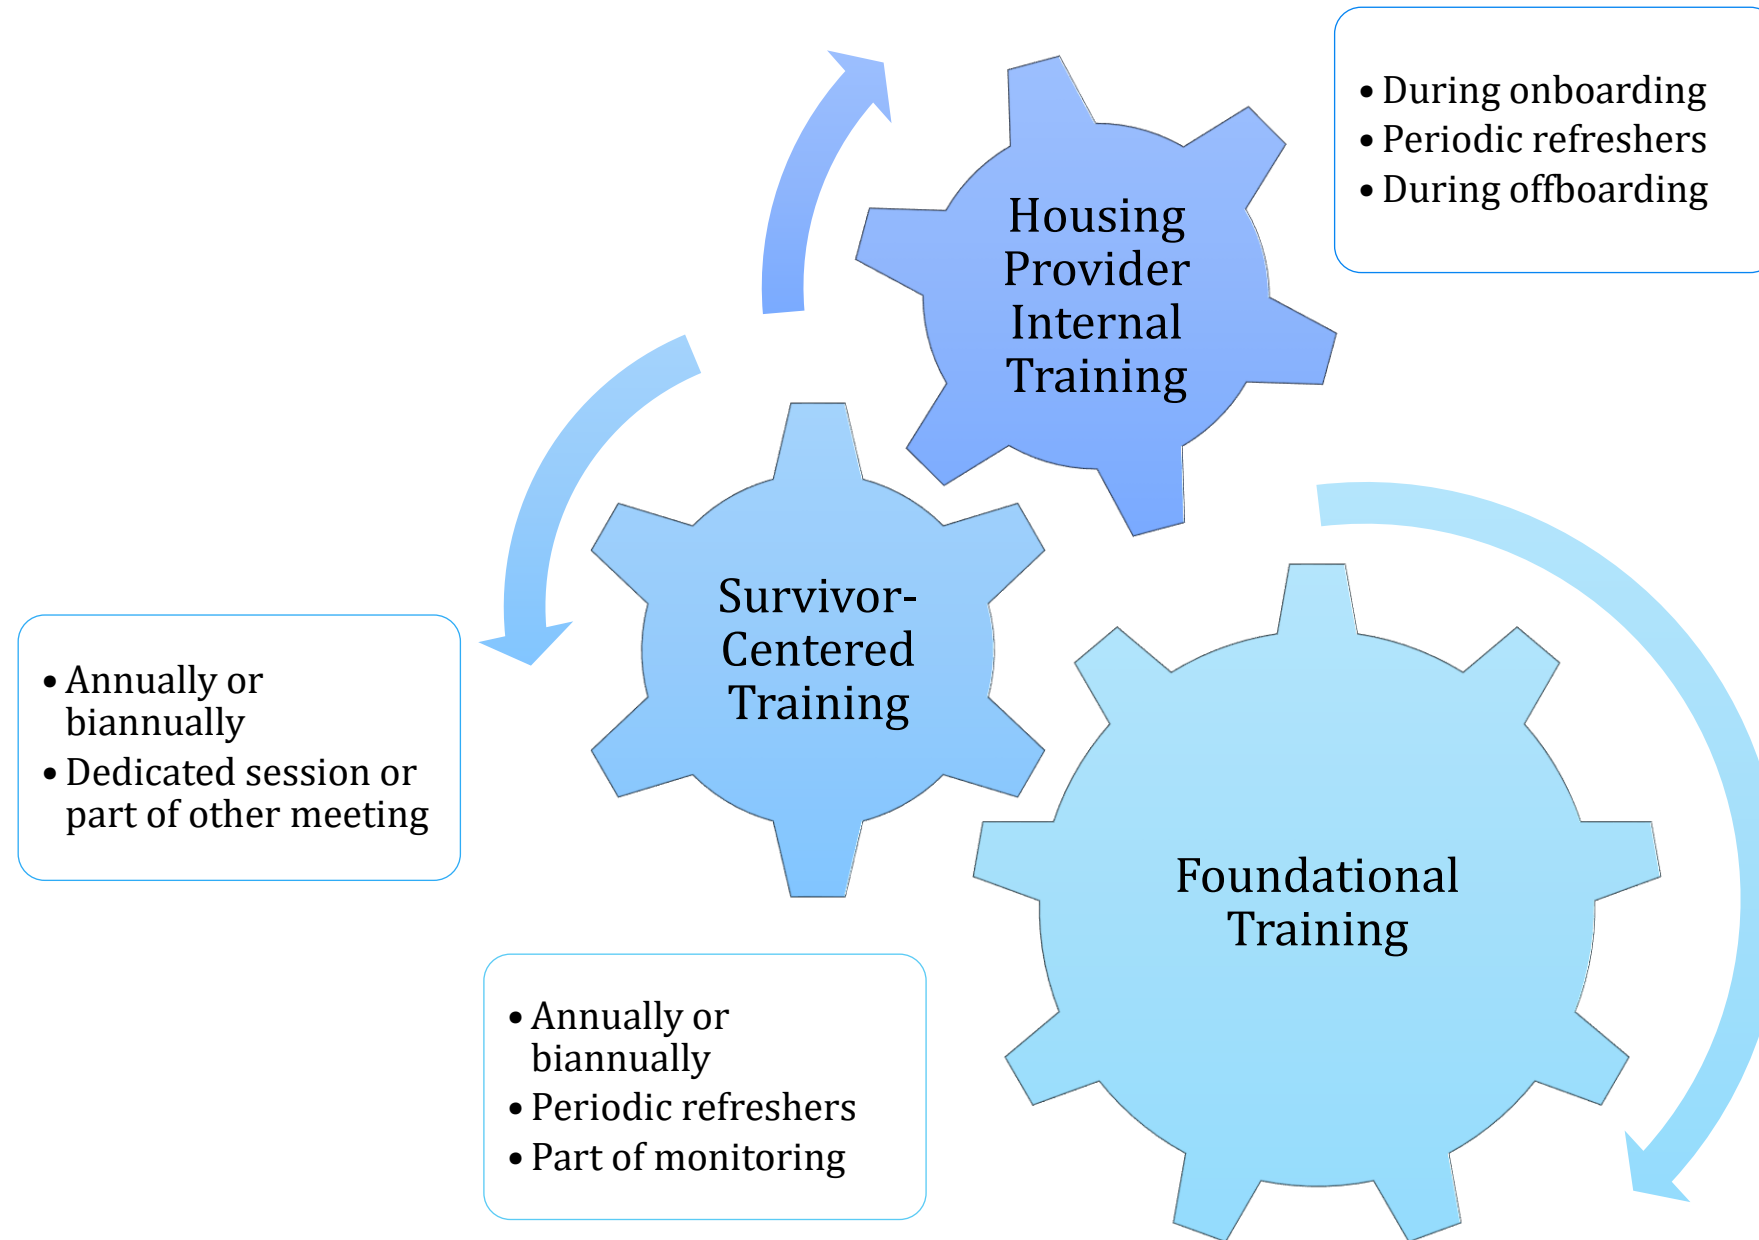 • During onboarding
• Periodic refreshers
• During offboarding
Housing
Provider
Internal
Training
Survivor-
Centered
Training
• Annually or
biannually
• Dedicated session or
part of other meeting
Foundational
Training
• Annually or
biannually
• Periodic refreshers
• Part of monitoring